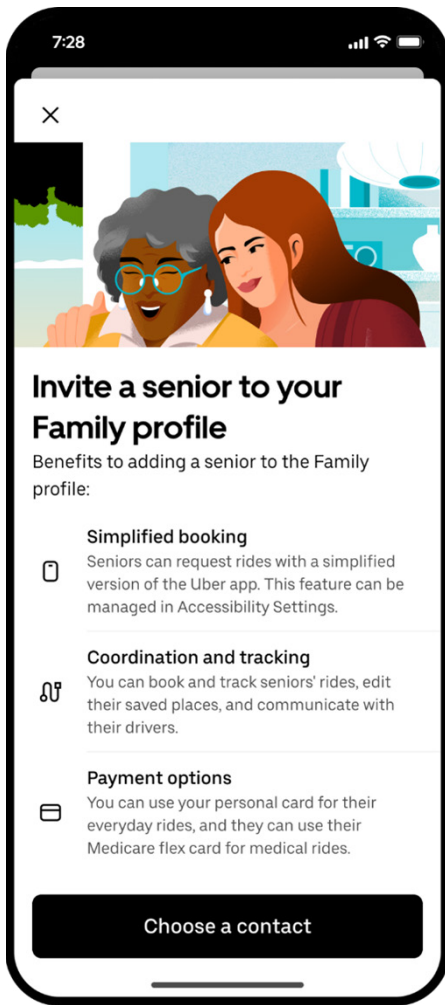 7:28
Invite a senior to your
Family profile
Benefits to adding a senior to the Family
profile:
Simplified booking
Seniors can request rides with a simplified
version of the Uber app. This feature can be
managed in Accessibility Settings.
Coordination and tracking
You can book and track seniors' rides, edit
their saved places, and communicate with
their drivers.
Payment options
You can use your personal card for their
everyday rides, and they can use their
Medicare flex card for medical rides.
Choose a contact